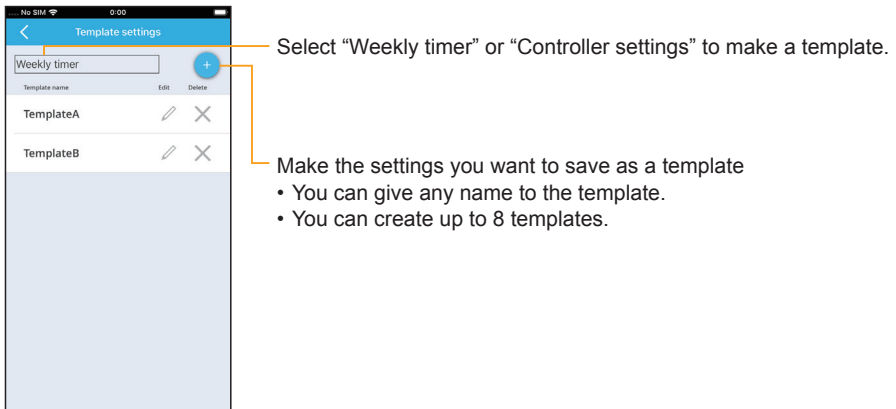 .... No SIM 0:00
Template settings
Select “Weekly timer” or “Controller settings” to make a template.
Weekly timer +
Template name Edit Delete
TemplateA
TemplateB
Make the settings you want to save as a template
• You can give any name to the template.
• You can create up to 8 templates.